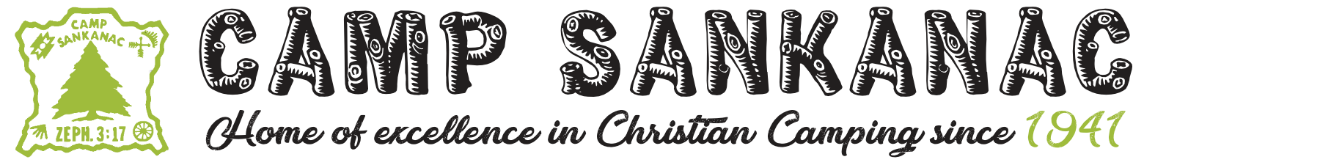 CAMP
SANKANAC
ZEPH. 3:17
CAMP SANKANAC
Home of excellence in Christian Camping since 1941